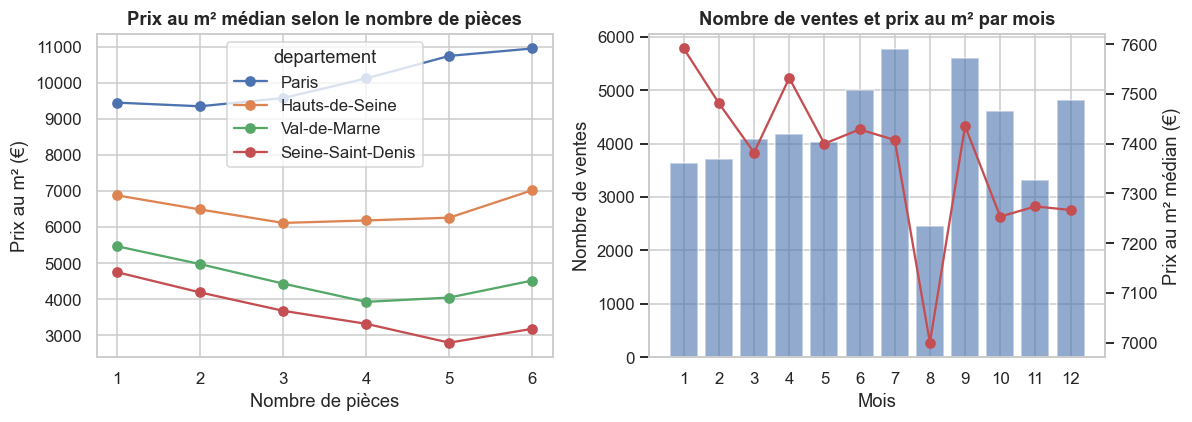 Prix au m² médian selon le nombre de pièces
Prix au m² (€)
11000
10000
9000
8000
7000
6000
5000
4000
3000
departement
Paris
Hauts-de-Seine
Val-de-Marne
Seine-Saint-Denis
1 2 3 4 5 6
Nombre de pièces
Nombre de ventes et prix au m² par mois
Nombre de ventes
6000
5000
4000
3000
2000
1000
0
1 2 3 4 5 6 7 8 9 10 11 12
Mois
7600
7500
7400
7300
7200
7100
7000
Prix au m² médian (€)